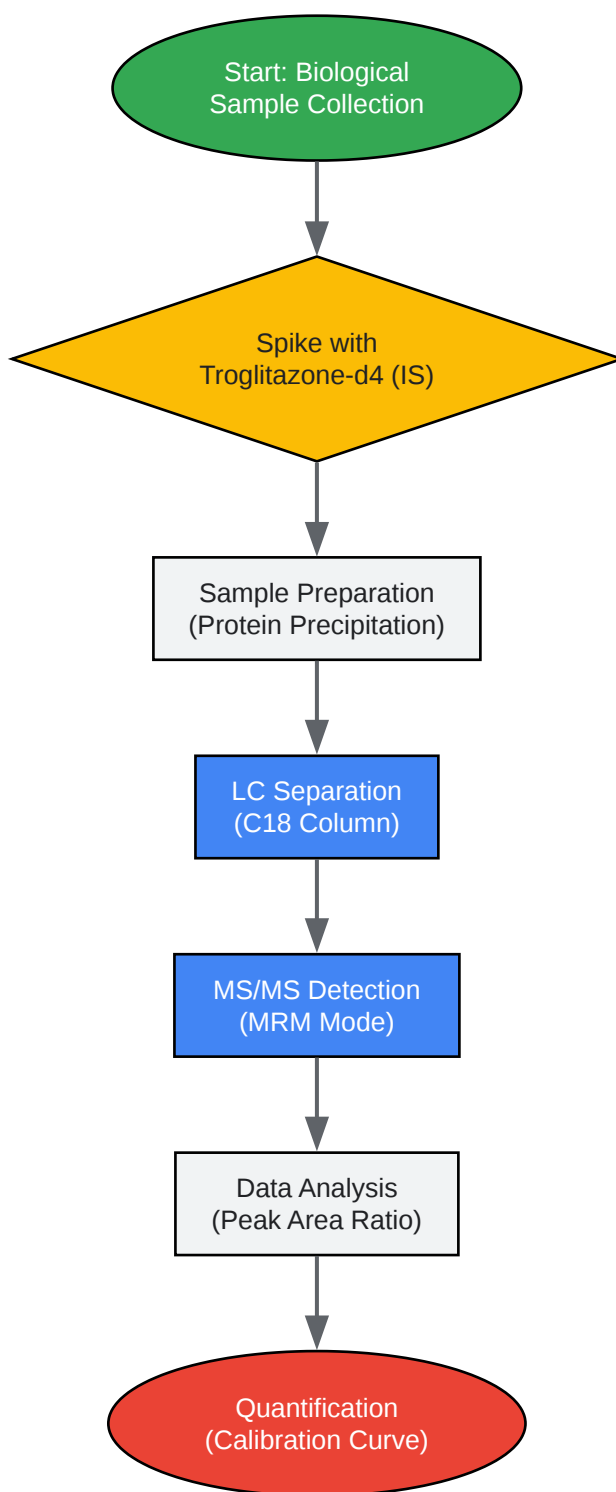 Start: Biological
Sample Collection
Spike with
Troglitazone-d4 (IS)
Sample Preparation
(Protein Precipitation)
LC Separation
(C18 Column)
MS/MS Detection
(MRM Mode)
Data Analysis
(Peak Area Ratio)
Quantification
(Calibration Curve)